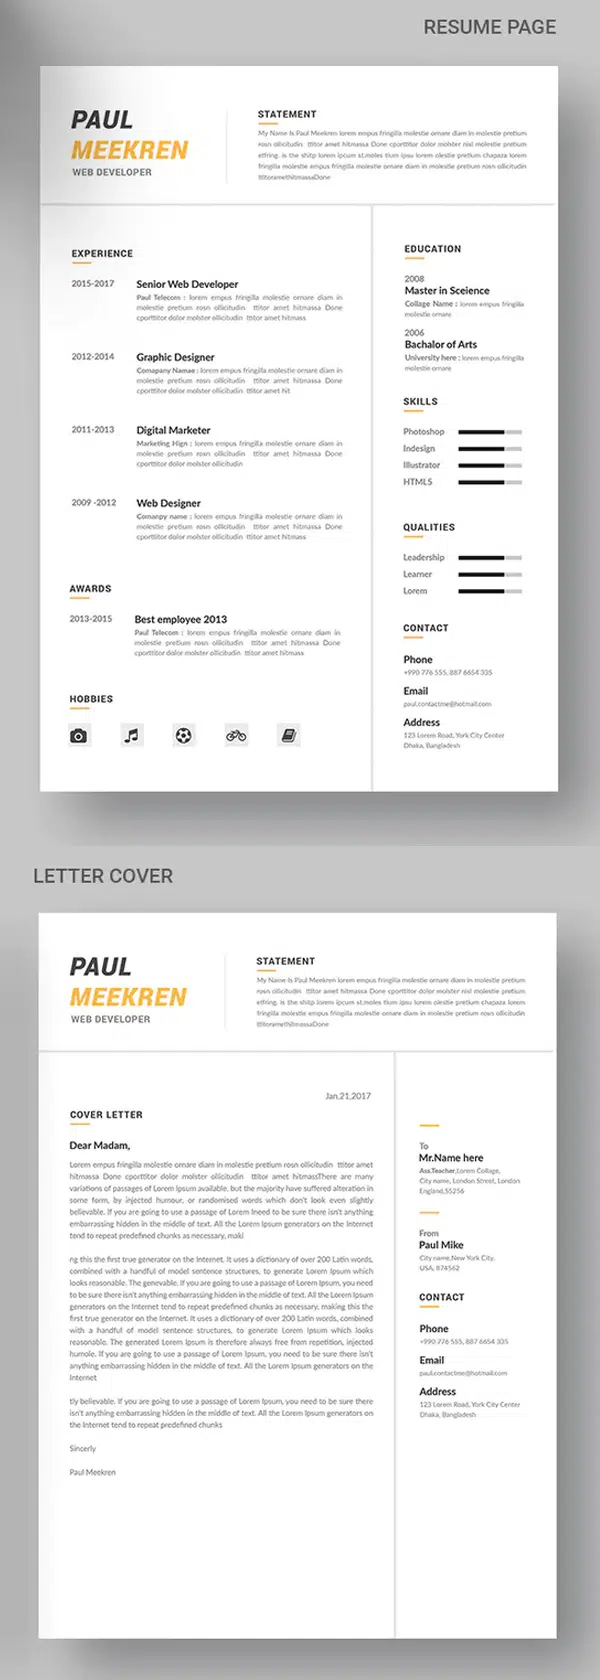 RESUME PAGE
PAUL
MEEKREN
WEB DEVELOPER
STATEMENT
My Name Is Paul Meekren lorem empus fringilla molestie ornare diam in molestie pretium
rosn ollicitudin ttitor amet hitmassa Done cporttitor dolor molestie ornare diam pretium
effring. is the shitp lorem ipsum st.moles tium ipsu lorem olestie pretium chapaza lorem
fringilla molestie empus fringilla molestie ornare diam in molestie pretium rosn ollicitudin
ttitoramethitmassaDone
EXPERIENCE
2015-2017
Senior Web Developer
Paul Telecom : lorem empus fringilla molestie ornare diam in
molestie pretium rosn ollicitudin ttitor amet hitmassa Done
cporttitor dolor molster ollicitudin ttitor amet hitmass
2012-2014
Graphic Designer
Comapany Namae : lorem empus fringilla molestie ornare diam in
molestie pretium rosn ollicitudin ttitor amet hitmassa Done
cporttitor dolor molster ollicitudin ttitor amet hit
2011-2013
Digital Marketer
Marketing Hign : lorem empus fringilla molestie ornare diam in
molestie pretium rosn ollicitudin ttitor amet hitmassa Done
cporttitor dolor molster ollicitudin
2009 -2012
Web Designer
Comanpy name : lorem empus fringilla molestie ornare diam in
molestie pretium rosn ollicitudin ttitor amet hitmassa Done
cporttitor dolor molster ollicitudin ttitor amet hitmass
AWARDS
2013-2015
Best employee 2013
Paul Telecom : lorem empus fringilla molestie ornare diam in
molestie pretium rosn ollicitudin ttitor amet hitmassa Done
cporttitor dolor molster ollicitudin ttitor amet hitmass
HOBBIES
EDUCATION
2008
Master in Sceience
Collage Name : lorem empus fringilla
molestie ornare
2006
Bachalor of Arts
University here : lorem empus fringilla
molestie ornare
SKILLS
Photoshop
Indesign
Illustrator
HTML5
QUALITIES
Leadership
Learner
Lorem
CONTACT
Phone
+990 776 555, 887 6654 335
Email
paul.contactme@hotmail.com
Address
123 Lorem Road, York City Center
Dhaka, Bangladesh
LETTER COVER
PAUL
MEEKREN
WEB DEVELOPER
STATEMENT
My Name Is Paul Meekren lorem empus fringilla molestie ornare diam in molestie pretium
rosn ollicitudin ttitor amet hitmassa Done cporttitor dolor molester nisl molestie pretium
effring. is the shitp lorem ipsum st.moles tium ipsu lorem olestie pretium chapaza lorem
fringilla molestie empus fringilla molestie ornare diam in molestie pretium rosn ollicitudin
ttitoramethitmassaDone
Jan,21,2017
COVER LETTER
Dear Madam,
Lorem empus fringilla molestie ornare diam in molestie pretium rosn ollicitudin ttitor amet
hitmassa Done cporttitor dolor molster ollicitudin ttitor amet hitmassThere are many
variations of passages of Lorem Ipsum available, but the majority have suffered alteration in
some form, by injected humour, or randomised words which don't look even slightly
believable. If you are going to use a passage of Lorem Ineed to be sure there isn't anything
embarrassing hidden in the middle of text. All the Lorem Ipsum generators on the Internet
tend to repeat predefined chunks as necessary, maki
ng this the first true generator on the Internet. It uses a dictionary of over 200 Latin words,
combined with a handful of model sentence structures, to generate Lorem Ipsum which
looks reasonable. The genevable. If you are going to use a passage of Lorem Ipsum, you need
to be sure there isn't anything embarrassing hidden in the middle of text. All the Lorem Ipsum
generators on the Internet tend to repeat predefined chunks as necessary, making this the
first true generator on the Internet. It uses a dictionary of over 200 Latin words, combined
with a handful of model sentence structures, to generate Lorem Ipsum which looks
reasonable. The generated Lorem Ipsum is therefore always free from repetition, injected
humple. If you are going to use a passage of Lorem Ipsum, you need to be sure there isn't
anything embarrassing hidden in the middle of text. All the Lorem Ipsum generators on the
Internet
tly believable. If you are going to use a passage of Lorem Ipsum, you need to be sure there
isn't anything embarrassing hidden in the middle of text. All the Lorem Ipsum generators on
the Internet tend to repeat predefined chunks
Sincerly
Paul Meekren
To
Mr.Name here
Ass.Teacher,Lorem Collage,
City name, London Street, London
England,55256
From
Paul Mike
City name,New York City,
USA, 874562
CONTACT
Phone
+990 776 555, 887 6654 335
Email
paul.contactme@hotmail.com
Address
123 Lorem Road, York City Center
Dhaka, Bangladesh